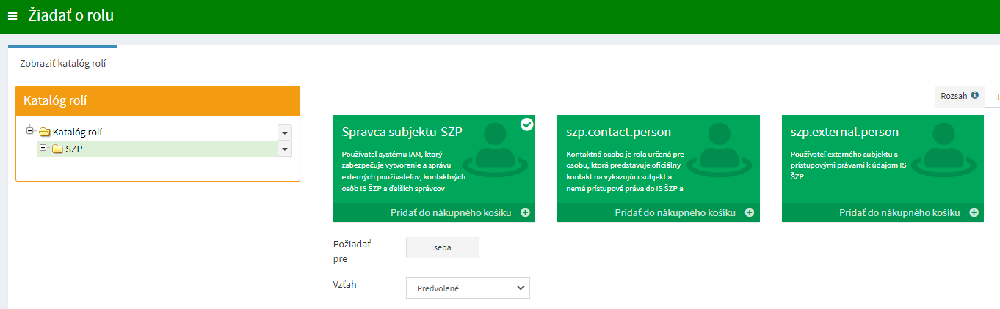 Žiadať o rolu
Zobraziť katalóg rolí
Katalóg rolí
Katalóg rolí
SZP
Rozsah
J
Spravca subjektu-SZP
Používateľ systému IAM, ktorý
zabezpečuje vytvorenie a správu
externých používateľov, kontaktných
osôb IS ŠZP a ďalších správcov
Pridať do nákupného košíku
szp.contact.person
Kontaktná osoba je rola určená pre
osobu, ktorá predstavuje oficiálny
kontakt na vykazujúci subjekt a
nemá prístupové práva do IS ŠZP a
Pridať do nákupného košíku
szp.external.person
Používateľ externého subjektu s
prístupovými právami k údajom IS
ŠZP.
Pridať do nákupného košíku
Požiadať
pre
seba
Vzťah
Predvolené